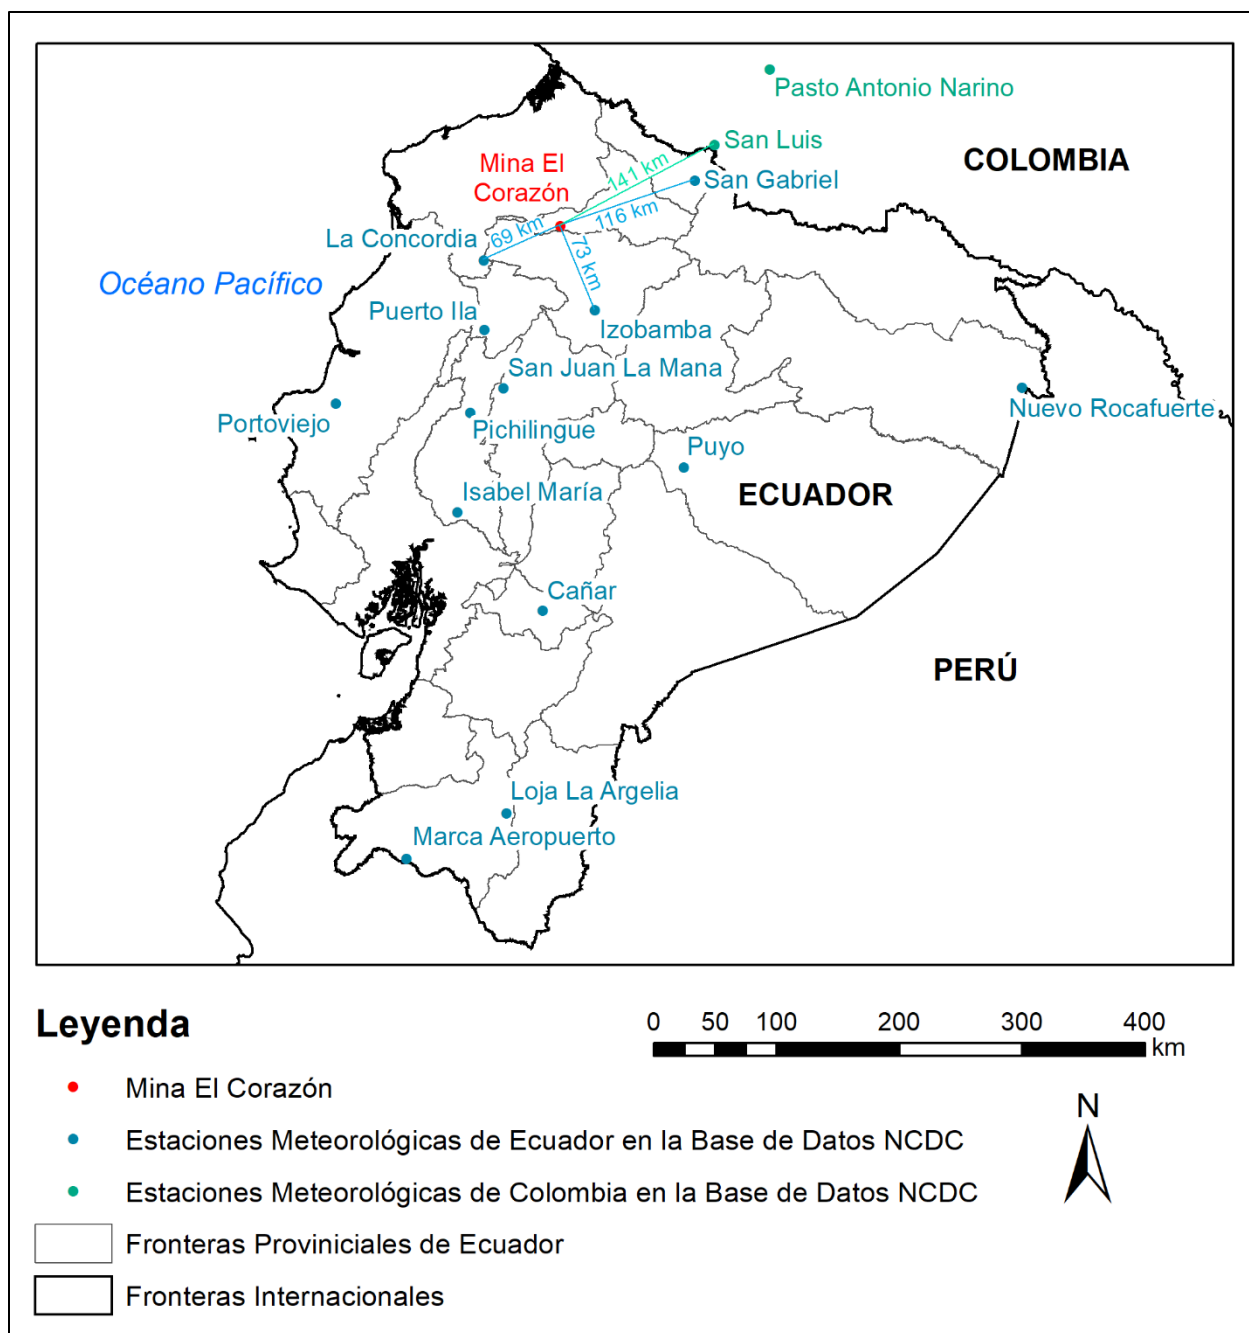 Pasto Antonio Narino
San Luis
COLOMBIA
Mina El
Corazón
141 km
San Gabriel
116 km
69 km
La Concordia
73 km
Océano Pacífico
Puerto Ila
Izobamba
San Juan La Mana
Portoviejo
Nuevo Rocafuerte
Pichilingue
Puyo
Isabel María
ECUADOR
Cañar
PERÚ
Loja La Argelia
Marca Aeropuerto
Leyenda
0 50 100 200 300 400
km
Mina El Corazón
N
Estaciones Meteorológicas de Ecuador en la Base de Datos NCDC
Estaciones Meteorológicas de Colombia en la Base de Datos NCDC
Fronteras Proviniciales de Ecuador
Fronteras Internacionales